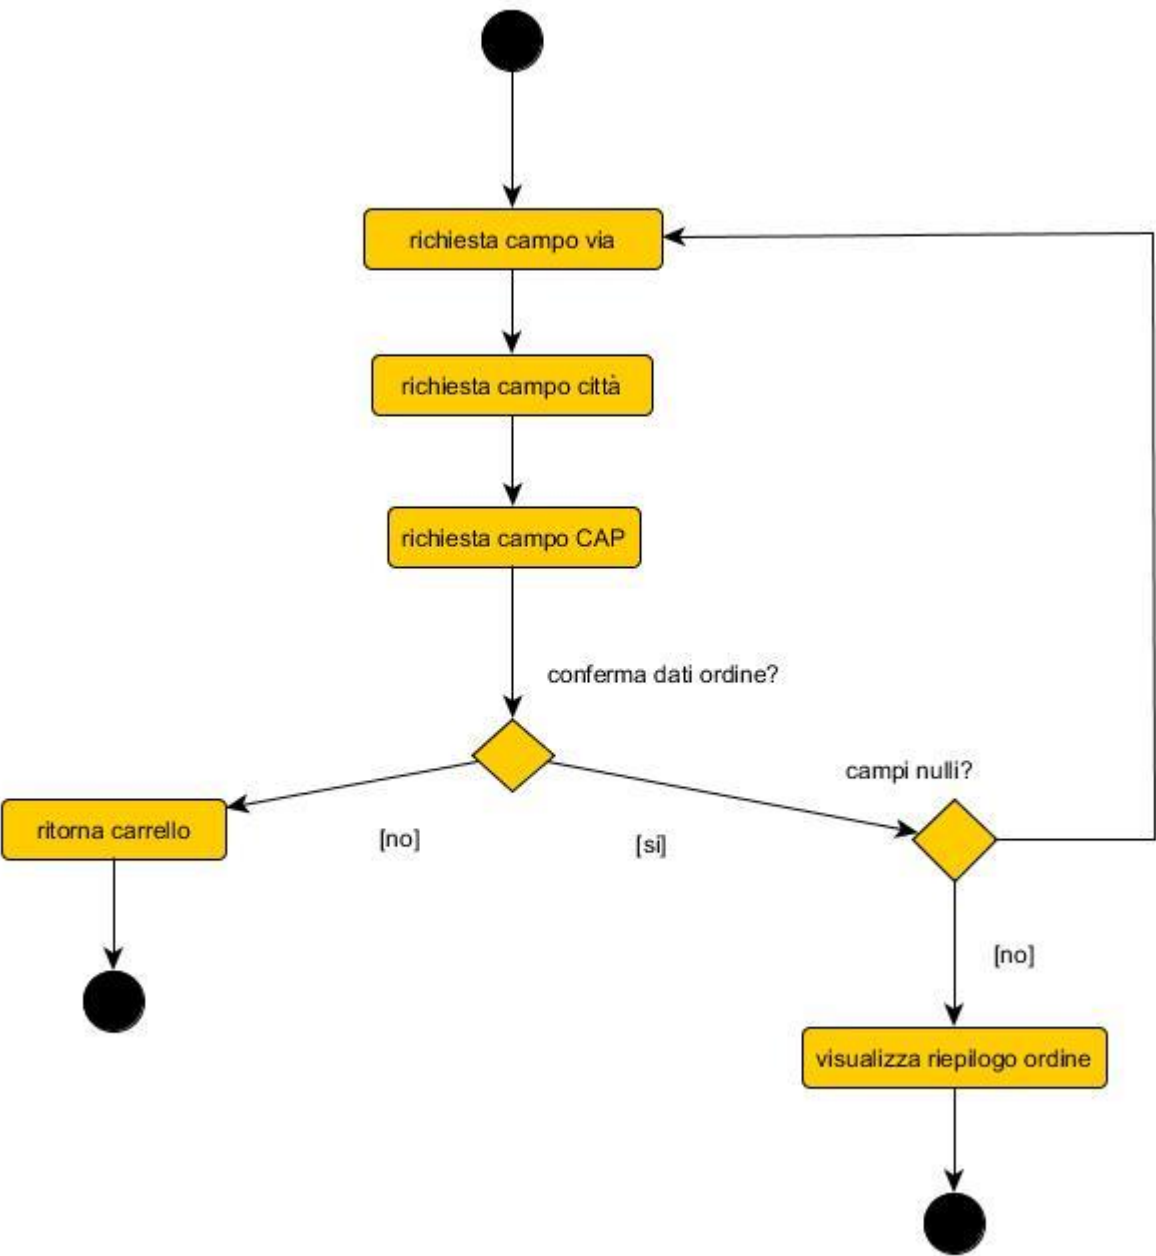 richiesta campo via
richiesta campo città
richiesta campo CAP
conferma dati ordine?
campi nulli?
ritorna carrello
[no]
[si]
[no]
visualizza riepilogo ordine